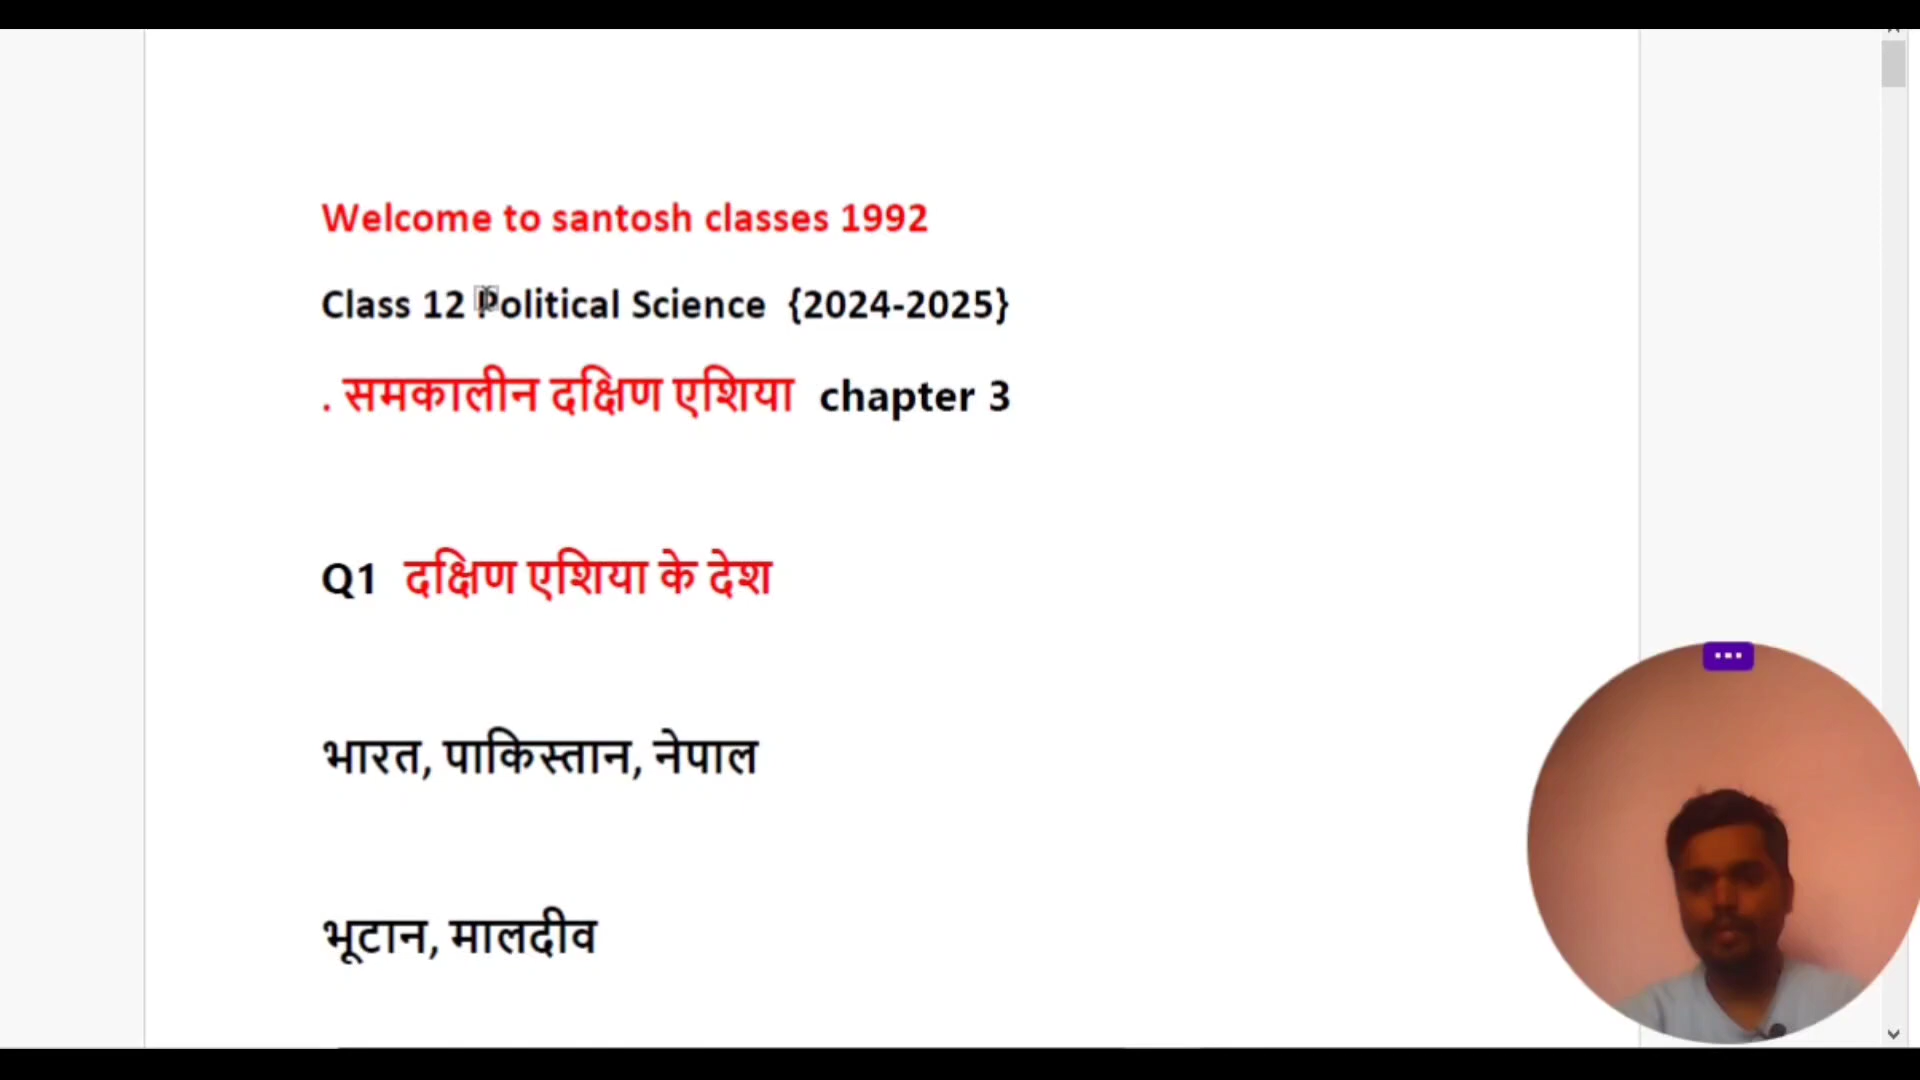 Welcome to santosh classes 1992
Class 12 Political Science {2024-2025}
. समकालीन दक्षिण एशिया chapter 3
Q1 दक्षिण एशिया के देश
भारत, पाकिस्तान, नेपाल
भूटान, मालदीव